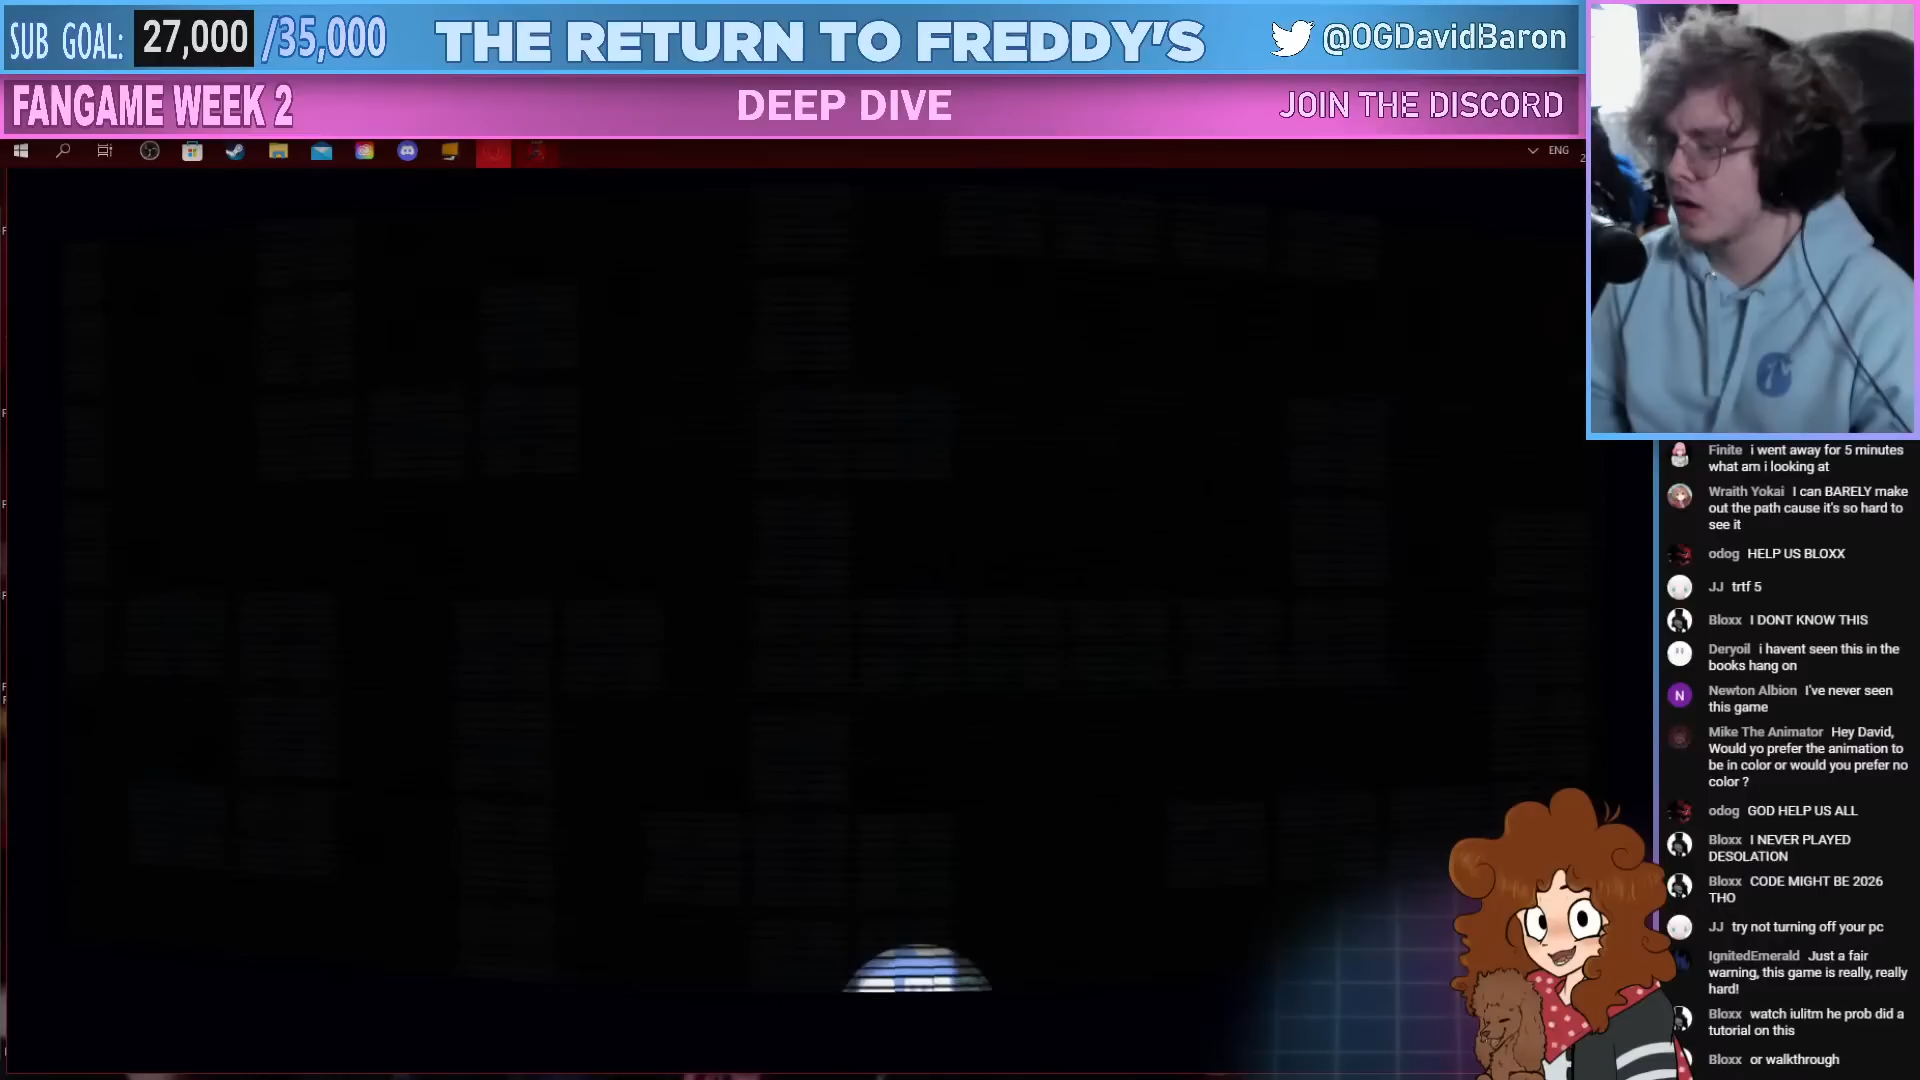 SUB GOAL: 27,000 /35,000
THE RETURN TO FREDDY'S
@OGDavidBaron
FANGAME WEEK 2
DEEP DIVE
JOIN THE DISCORD
ENG
Finite i went away for 5 minutes
what am i looking at
Wraith Yokai I can BARELY make
out the path cause it's so hard to
see it
odog HELP US BLOXX
JJ trtf 5
Bloxx I DONT KNOW THIS
Deryoil i havent seen this in the
books hang on
N
Newton Albion I've never seen
this game
Mike The Animator Hey David,
Would yo prefer the animation to
be in color or would you prefer no
color ?
odog GOD HELP US ALL
Bloxx I NEVER PLAYED
DESOLATION
Bloxx CODE MIGHT BE 2026
THO
JJ try not turning off your pc
IgnitedEmerald Just a fair
warning, this game is really, really
hard!
Bloxx watch iulitm he prob did a
tutorial on this
Bloxx or walkthrough